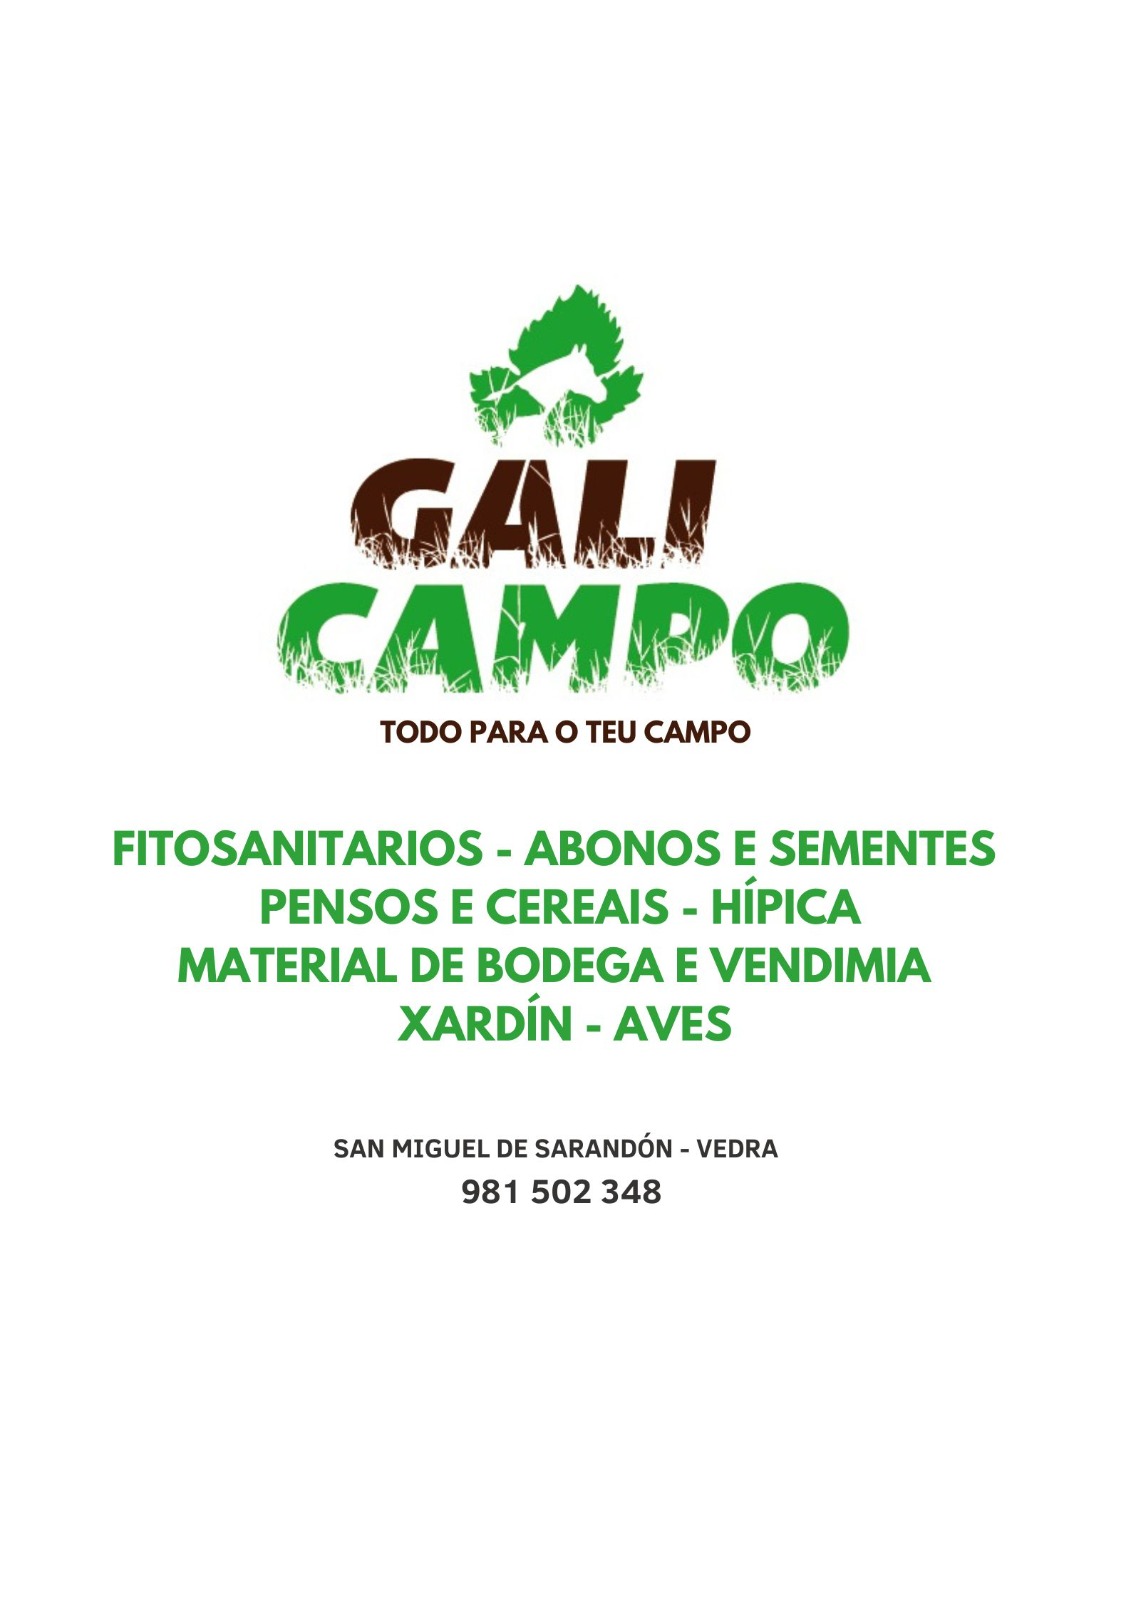 GALI
CAMPO
TODO PARA O TEU CAMPO
FITOSANITARIOS - ABONOS E SEMENTES
PENSOS E CEREAIS - HÍPICA
MATERIAL DE BODEGA E VENDIMIA
XARDÍN - AVES
SAN MIGUEL DE SARANDÓN - VEDRA
981 502 348